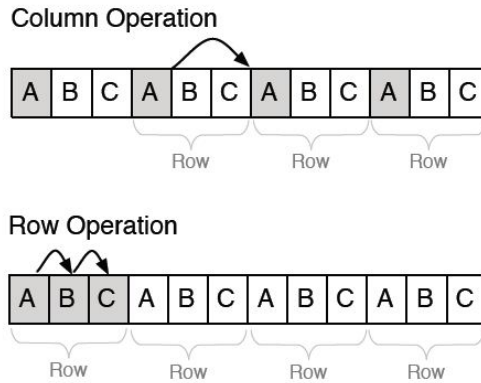 Column Operation
A B C A B C A B C A B C
Row Row Row
Row Operation
A B C A B C A B C A B C
Row Row Row Row